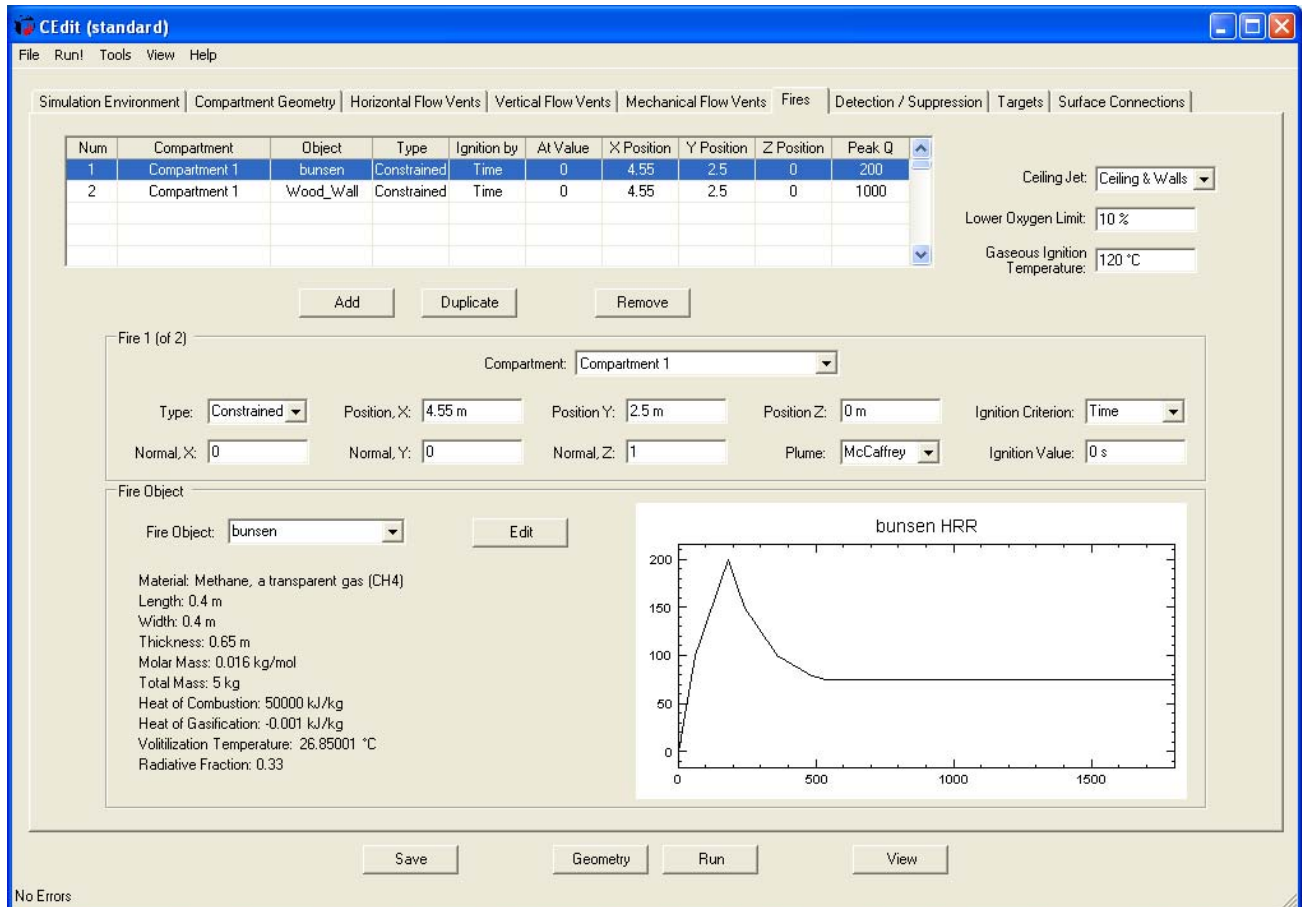 CEdit (standard)
File Run! Tools View Help
Simulation Environment Compartment Geometry Horizontal Flow Vents Vertical Flow Vents Mechanical Flow Vents Fires Detection / Suppression Targets Surface Connections
Num Compartment Object Type Ignition by At Value X Position Y Position Z Position Peak Q
1 Compartment 1 bunsen Constrained Time 0 4.55 2.5 0 200
2 Compartment 1 Wood_Wall Constrained Time 0 4.55 2.5 0 1000
Ceiling Jet: Ceiling & Walls
Lower Oxygen Limit: 10 %
Gaseous Ignition
Temperature: 120 °C
Add Duplicate Remove
Fire 1 (of 2)
Compartment: Compartment 1
Type: Constrained Position, X: 4.55 m Position Y: 2.5 m Position Z: 0 m Ignition Criterion: Time
Normal, X: 0 Normal, Y: 0 Normal, Z: 1 Plume: McCaffrey Ignition Value: 0 s
Fire Object
Fire Object: bunsen Edit
Material: Methane, a transparent gas (CH4)
Length: 0.4 m
Width: 0.4 m
Thickness: 0.65 m
Molar Mass: 0.016 kg/mol
Total Mass: 5 kg
Heat of Combustion: 50000 kJ/kg
Heat of Gasification: -0.001 kJ/kg
Volitilization Temperature: 26.85001 °C
Radiative Fraction: 0.33
bunsen HRR
200
150
100
50
0
0 500 1000 1500
Save Geometry Run View
No Errors